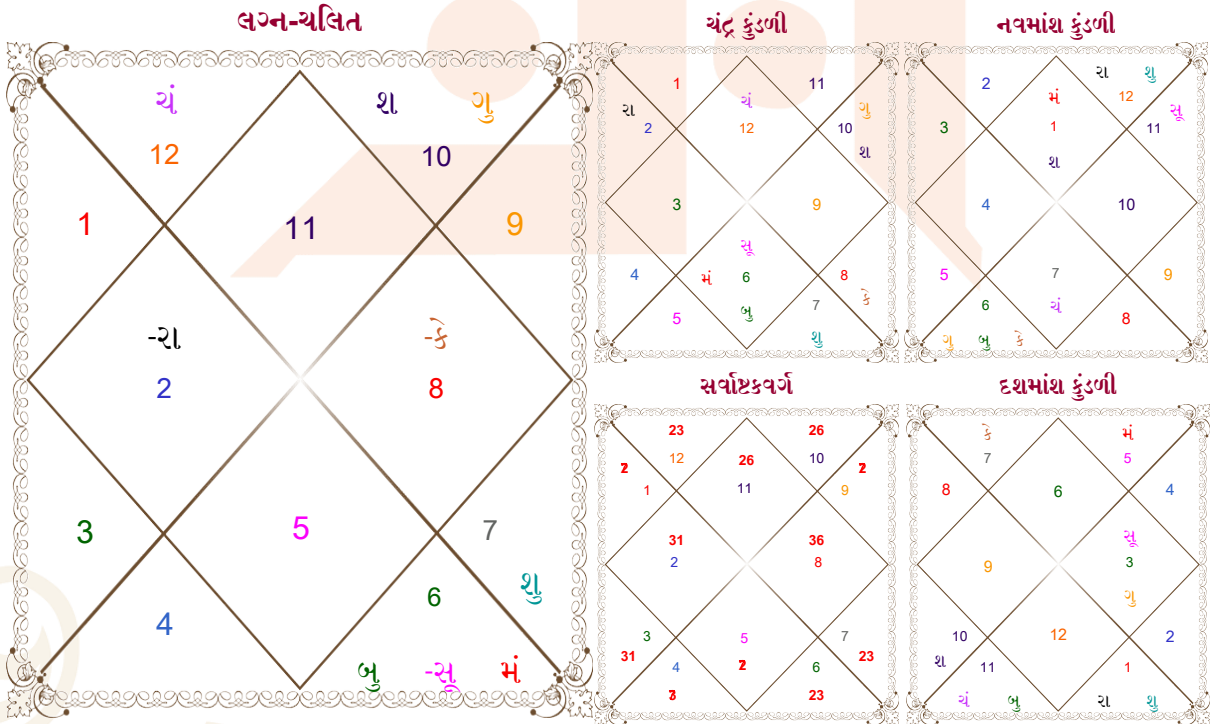 લગ્ન-ચલિત
ચં
શ ગુ
12
10
1
11
9
-રા
-કે
2
8
3
5
7
શુ
6
4
બુ -સૂ મં
ચંદ્ર કુંડળી
1
11
રા
ચં
ગુ
2
12
10
શ
3
9
સૂ
4
મં
6
8
કે
5
બુ
7
શુ
નવમાંશ કુંડળી
રા શુ
2
મં
12
સૂ
3
1
11
શ
4
10
5
7
9
6
ચં
8
ગુ બુ કે
સર્વાષ્ટકવર્ગ
23
26
12
26
10
1
11
9
31
36
2
8
3
5
7
31
4
6
23
23
દશમાંશ કુંડળી
કે
મં
7
5
8
6
4
સૂ
9
3
ગુ
10
12
2
શ
11
1
ચં બુ
રા શુ